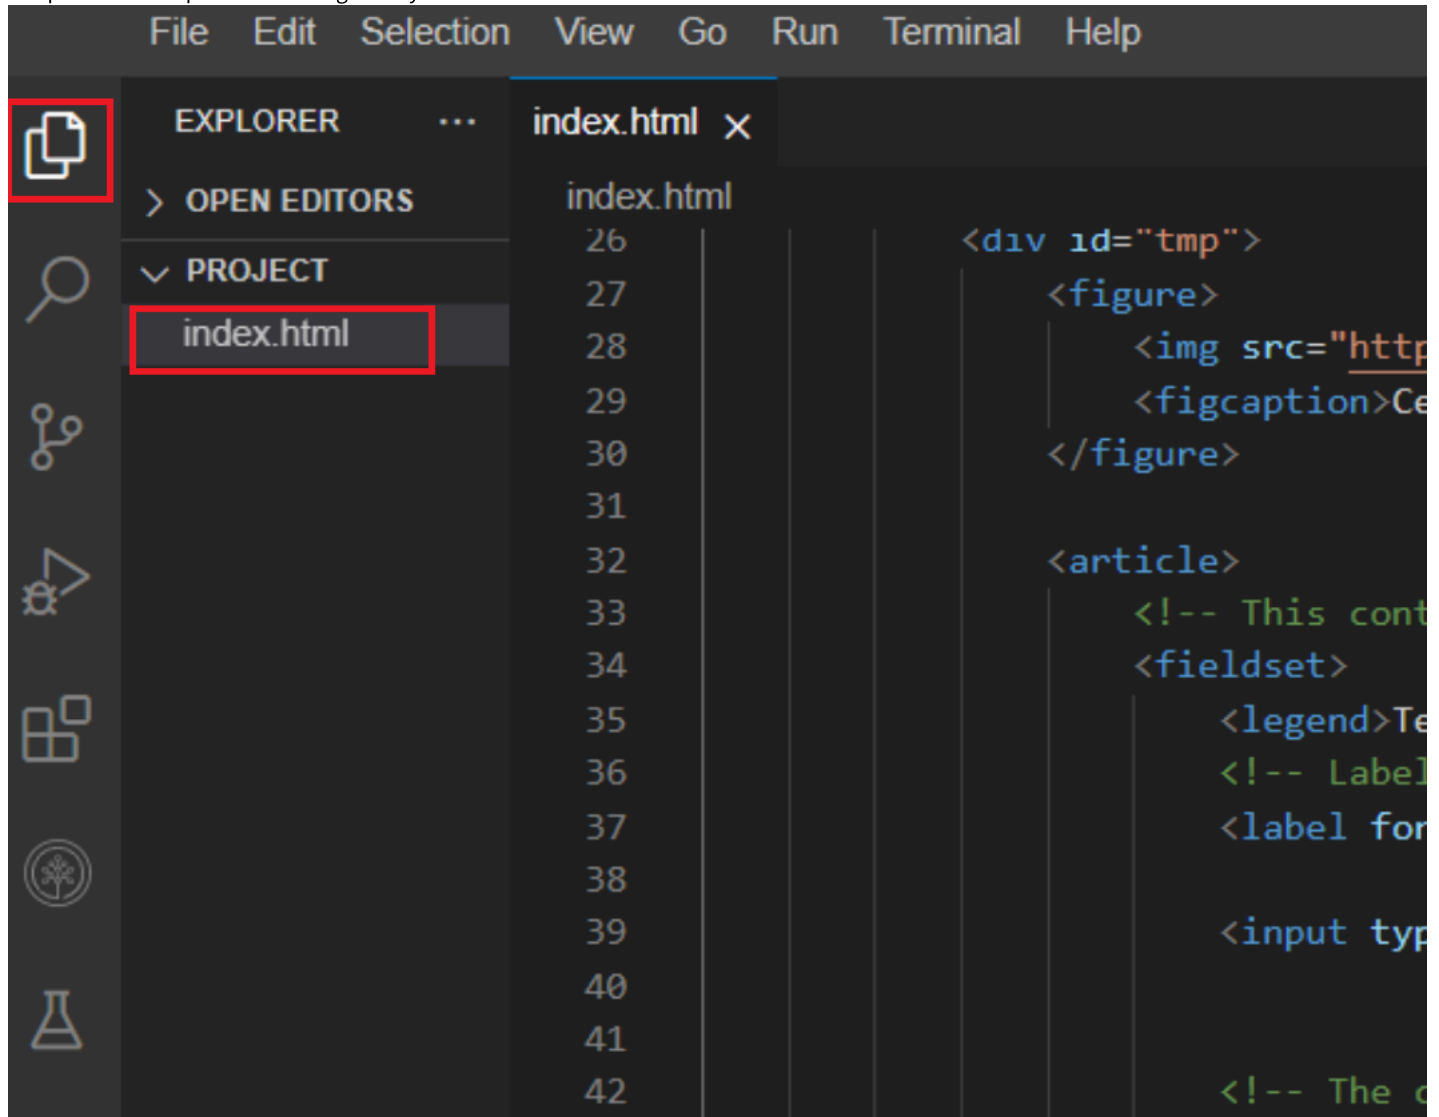 File Edit Selection View Go Run Terminal Help
EXPLORER ...
index.html ×
OPEN EDITORS
index.html
PROJECT
index.html
26 <div id="tmp">
27 <figure>
28 <img src="http
29 <figcaption>Ce
30 </figure>
31
32 <article>
33 <!-- This cont
34 <fieldset>
35 <legend>Te
36 <!-- Label
37 <label for
38
39 <input typ
40
41
42 <!-- The